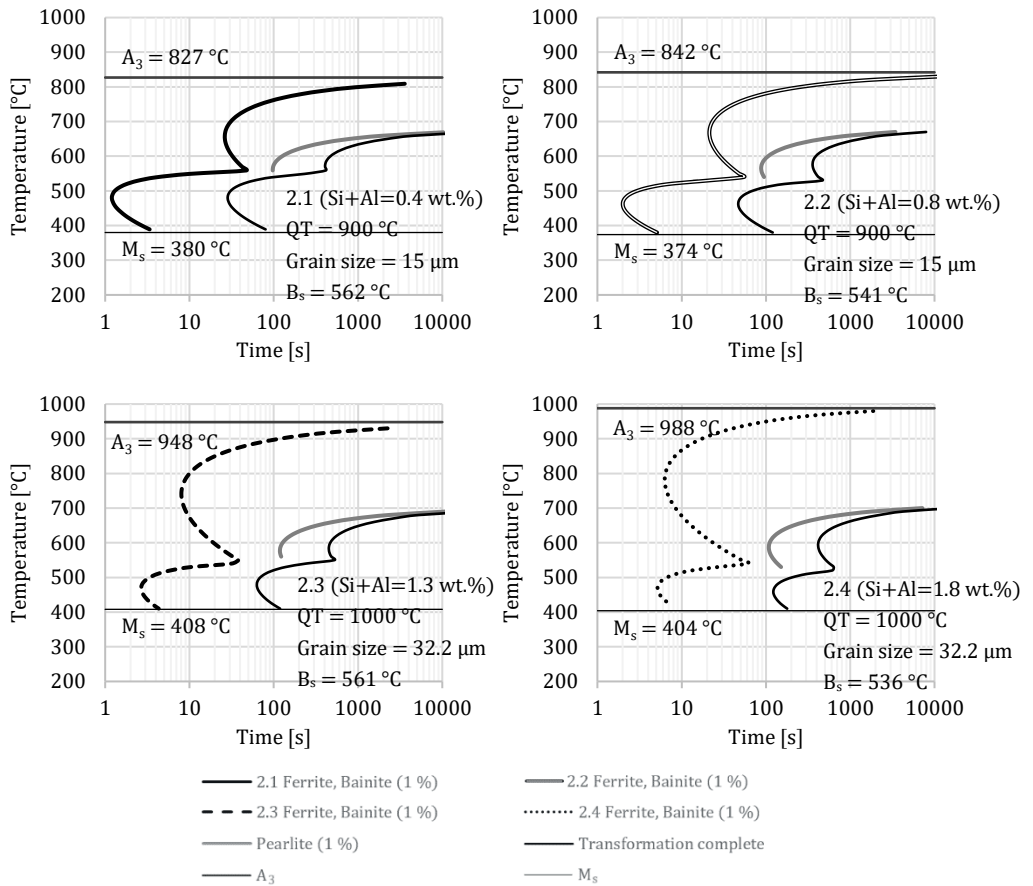 1000
900
800
700
600
500
400
300
200
Temperature [°C]
A3 = 827 °C
2.1 (Si+Al=0.4 wt.%)
QT = 900 °C
Ms = 380 °C
Grain size = 15 μm
Bs = 562 °C
1 10 100 1000 10000
Time [s]
1000
900
800
700
600
500
400
300
200
Temperature [°C]
A3 = 842 °C
2.2 (Si+Al=0.8 wt.%)
QT = 900 °C
Ms = 374 °C
Grain size = 15 μm
Bs = 541 °C
1 10 100 1000 10000
Time [s]
1000
900
800
700
600
500
400
300
200
Temperature [°C]
A3 = 948 °C
2.3 (Si+Al=1.3 wt.%)
QT = 1000 °C
Ms = 408 °C
Grain size = 32.2 μm
Bs = 561 °C
1 10 100 1000 10000
Time [s]
1000
900
800
700
600
500
400
300
200
Temperature [°C]
A3 = 988 °C
2.4 (Si+Al=1.8 wt.%)
QT = 1000 °C
Ms = 404 °C
Grain size = 32.2 μm
Bs = 536 °C
1 10 100 1000 10000
Time [s]
2.1 Ferrite, Bainite (1 %)
2.2 Ferrite, Bainite (1 %)
2.3 Ferrite, Bainite (1 %)
2.4 Ferrite, Bainite (1 %)
Pearlite (1 %)
Transformation complete
A3
Ms